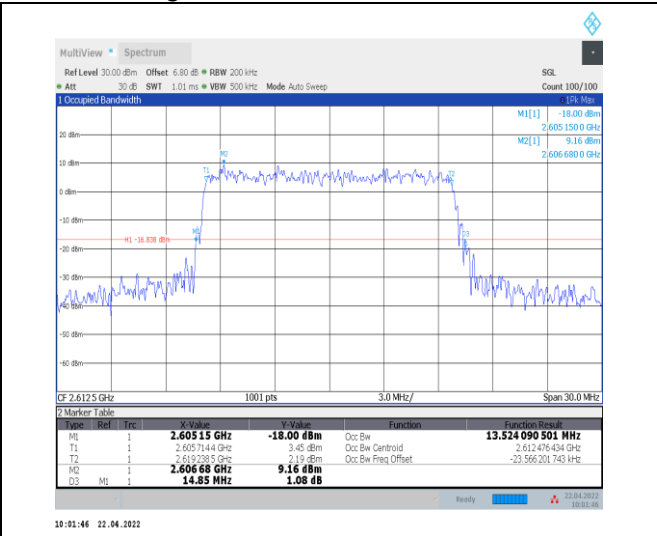 MultiView Spectrum
Ref Level 30.00 dBm Offset 6.80 dB RBW 200 kHz SGL
Att 30 dB SWT 1.01 ms VBW 500 kHz Mode Auto Sweep Count 100/100
1 Occupied Bandwidth 1Pk Max
M1[1] -18.00 dBm
2.605 150 0 GHz
M2[1] 9.16 dBm
2.606 680 0 GHz
20 dBm
10 dBm
M2
T1
T2
0 dBm
-10 dBm
M1
D3
H1 -16.838 dBm
-20 dBm
-30 dBm
-40 dBm
-50 dBm
-60 dBm
CF 2.6125 GHz 1001 pts 3.0 MHz/ Span 30.0 MHz
2 Marker Table
Type Ref Trc X-Value Y-Value Function Function Result
M1 1 2.605 15 GHz -18.00 dBm Occ Bw 13.524 090 501 MHz
T1 1 2.605 714 4 GHz 3.45 dBm Occ Bw Centroid 2.612 476 434 GHz
T2 1 2.619 238 5 GHz 2.19 dBm Occ Bw Freq Offset -23.566 201 743 kHz
M2 1 2.606 68 GHz 9.16 dBm
D3 M1 1 14.85 MHz 1.08 dB
Ready 22.04.2022
10:01:46
10:01:46 22.04.2022